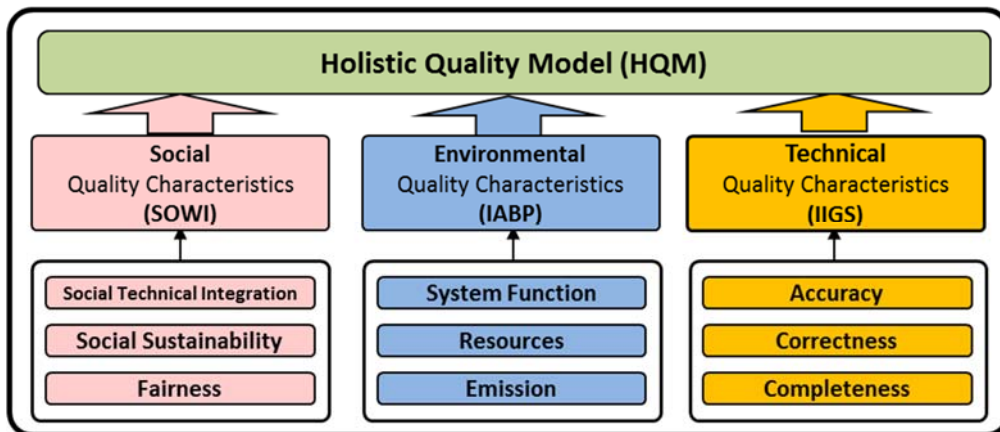 Holistic Quality Model (HQM)
Social
Quality Characteristics
(SOWI)
Environmental
Quality Characteristics
(IABP)
Technical
Quality Characteristics
(IIGS)
Social Technical Integration
Social Sustainability
Fairness
System Function
Resources
Emission
Accuracy
Correctness
Completeness